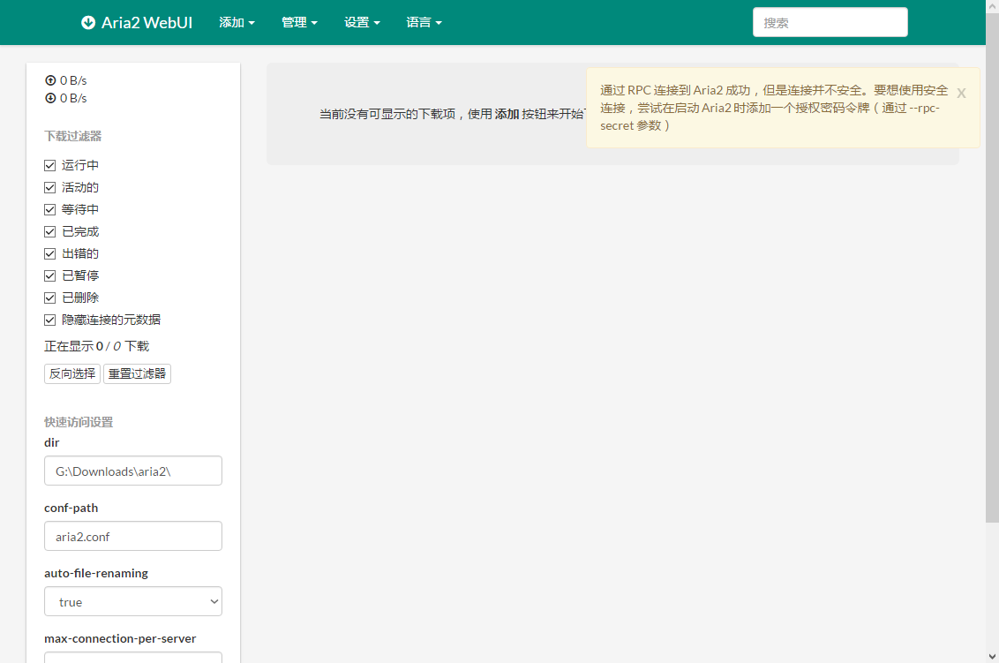 Aria2 WebUI 添加 管理 设置 语言 搜索
0 B/s
0 B/s
下载过滤器
运行中
活动的
等待中
已完成
出错的
已暂停
已删除
隐藏连接的元数据
正在显示 0 / 0 下载
反向选择 重置过滤器
快速访问设置
dir
G:\Downloads\aria2\
conf-path
aria2.conf
auto-file-renaming
true
max-connection-per-server
当前没有可显示的下载项，使用 添加 按钮来开始
通过 RPC 连接到 Aria2 成功，但是连接并不安全。要想使用安全
连接，尝试在启动 Aria2 时添加一个授权密码令牌（通过 --rpc-
secret 参数）
x